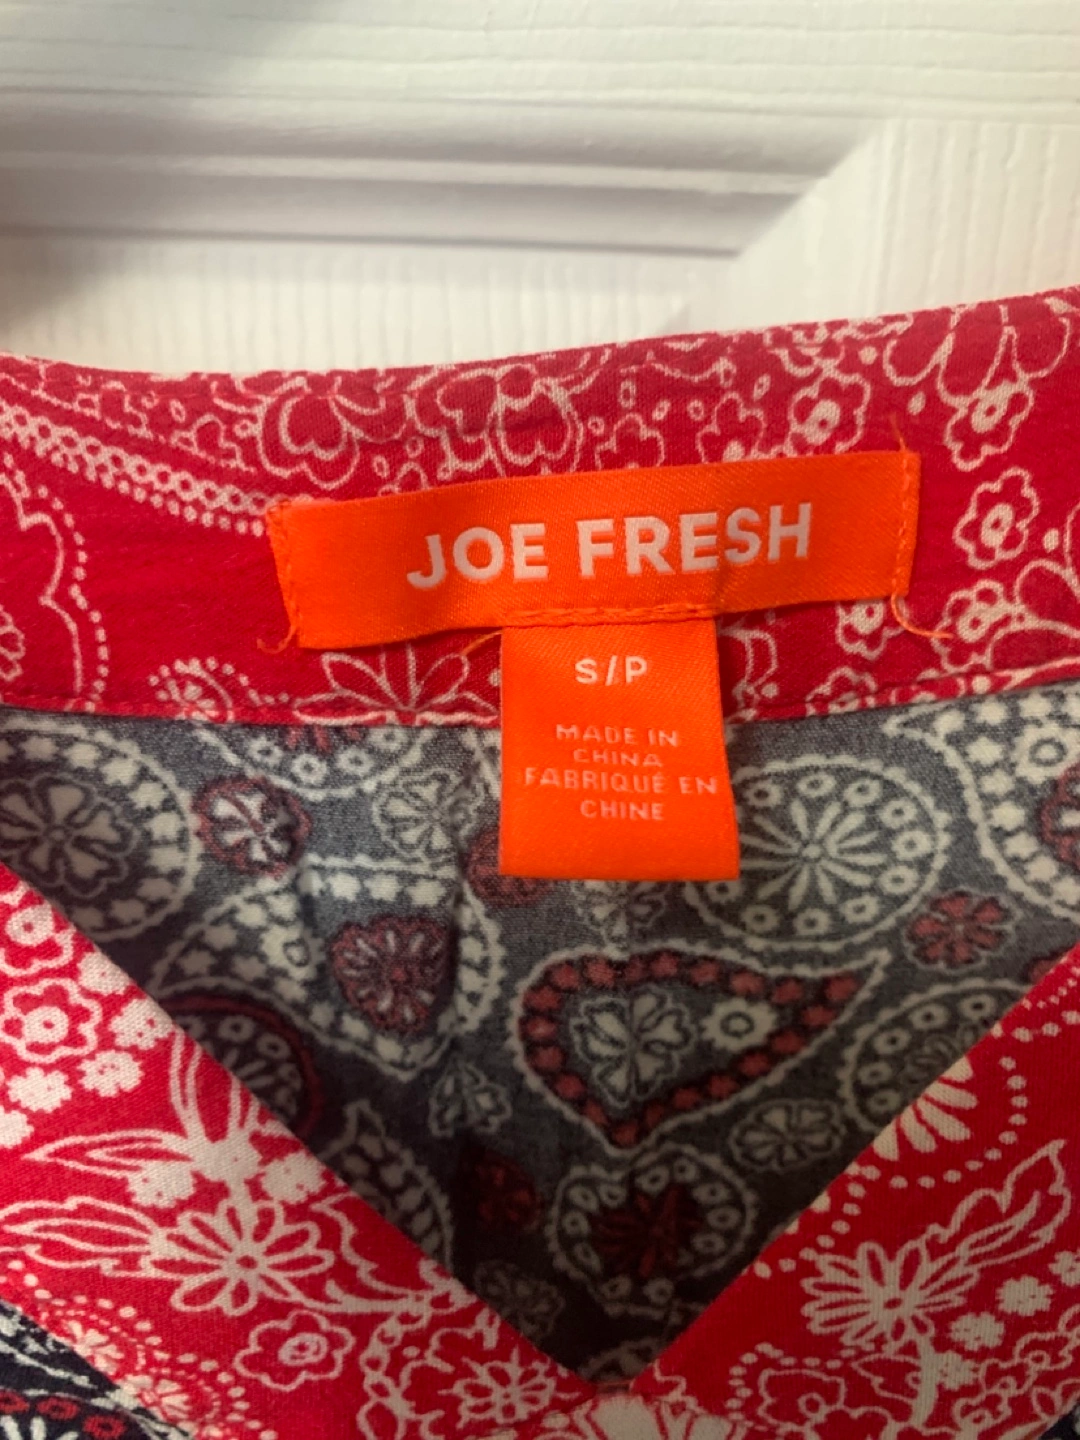 JOE FRESH
S/P
MADE IN
CHINA
FABRIQUÉ EN
CHINE